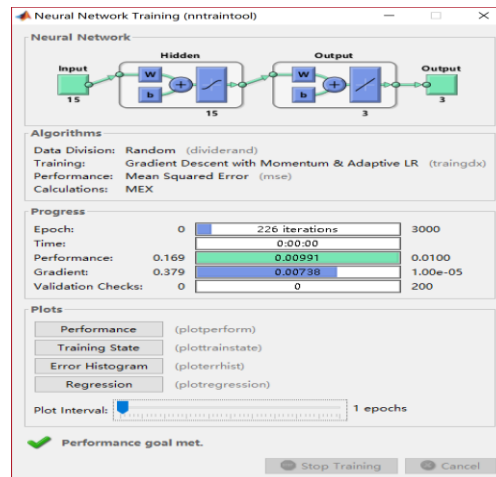 Neural Network Training (nntraintool)
Neural Network
Hidden Output
Input Output
W W
b b
15 3
15 3
Algorithms
Data Division: Random (dividerand)
Training: Gradient Descent with Momentum & Adaptive LR (traingdx)
Performance: Mean Squared Error (mse)
Calculations: MEX
Progress
Epoch: 0 226 iterations 3000
Time: 0:00:00
Performance: 0.169 0.00991 0.0100
Gradient: 0.379 0.00738 1.00e-05
Validation Checks: 0 0 200
Plots
Performance (plotperform)
Training State (plottrainstate)
Error Histogram (ploterrhist)
Regression (plotregression)
Plot Interval: 1 epochs
Performance goal met.
Stop Training Cancel